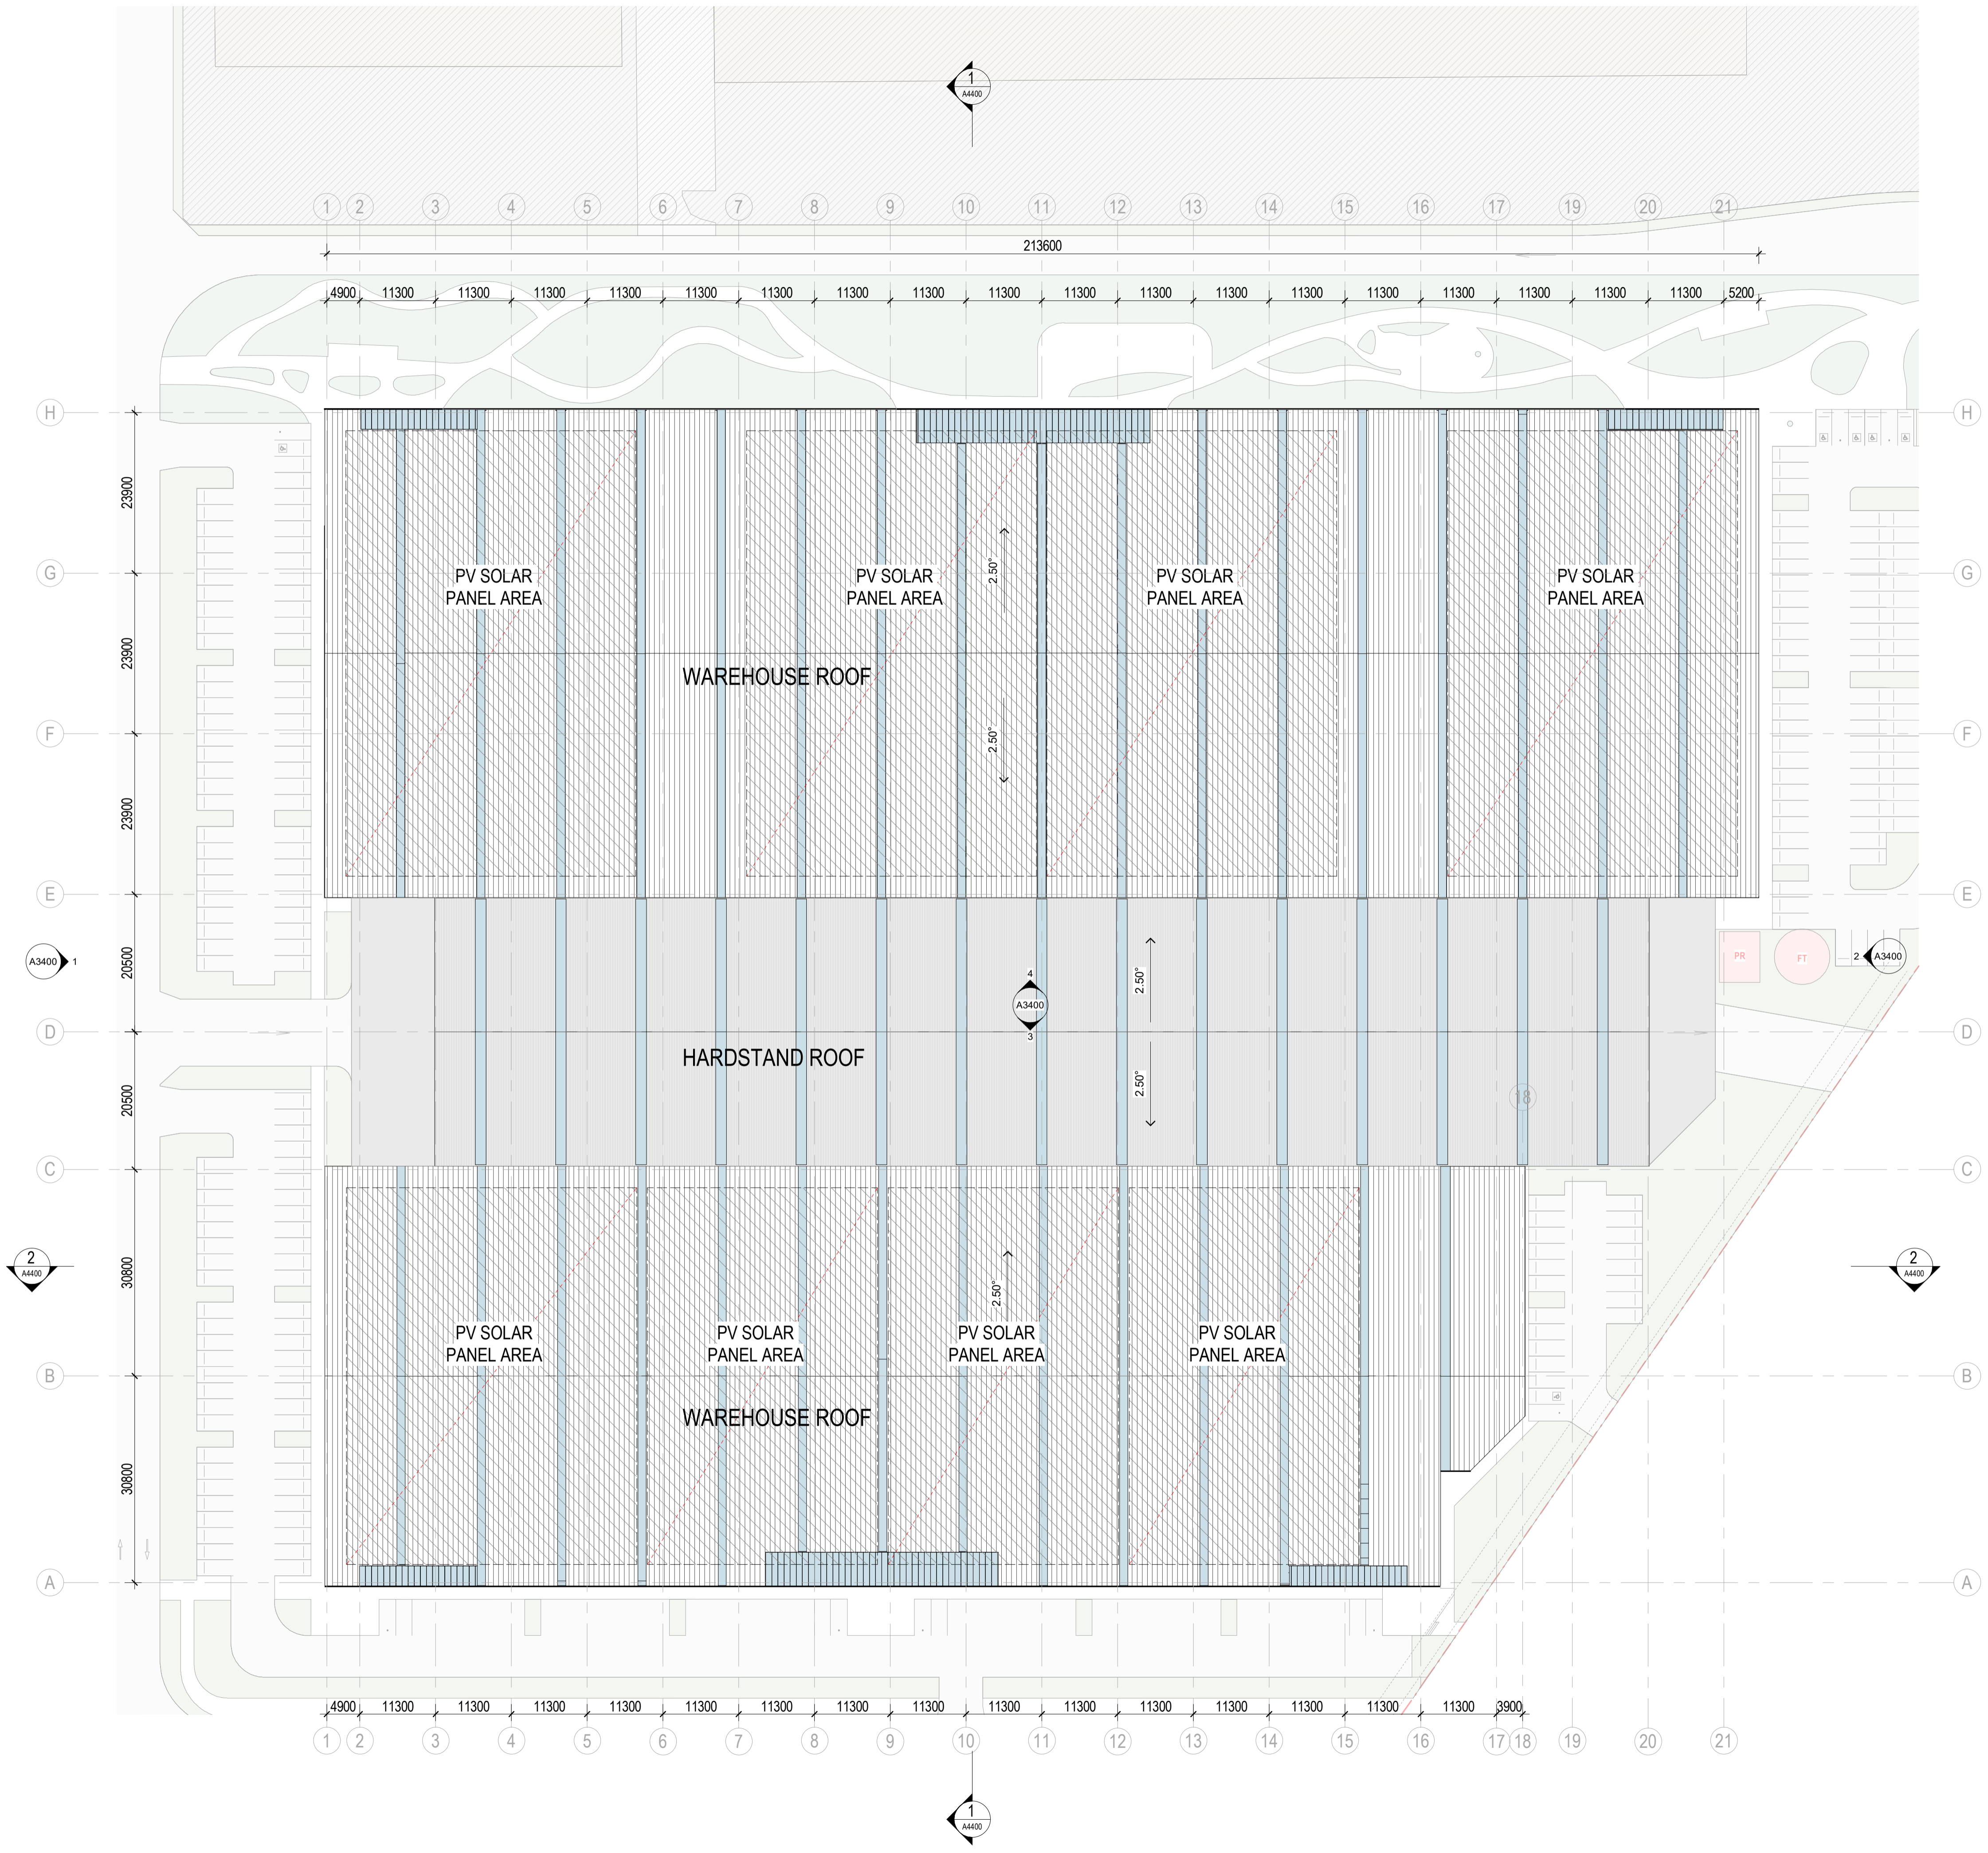 1
A4400
1 2 3 4 5 6 7 8 9 10 11 12 13 14 15 16 17 19 20 21
213600
4900 11300 11300 11300 11300 11300 11300 11300 11300 11300 11300 11300 11300 11300 11300 11300 11300 11300 11300 5200
H H
23900
G G
PV SOLAR PV SOLAR PV SOLAR PV SOLAR
PANEL AREA PANEL AREA PANEL AREA PANEL AREA
2.50°
23900
WAREHOUSE ROOF
F F
2.50°
23900
E E
20500
A3400 1
PR
FT
2 A3400
4
A3400
3
2.50°
D D
HARDSTAND ROOF
2.50°
20500
18
C C
2
A4400
30800
2.50°
2
A4400
PV SOLAR PV SOLAR PV SOLAR PV SOLAR
PANEL AREA PANEL AREA PANEL AREA PANEL AREA
B B
WAREHOUSE ROOF
30800
A A
4900 11300 11300 11300 11300 11300 11300 11300 11300 11300 11300 11300 11300 11300 11300 11300 3900
1 2 3 4 5 6 7 8 9 10 11 12 13 14 15 16 17 18 19 20 21
1
A4400